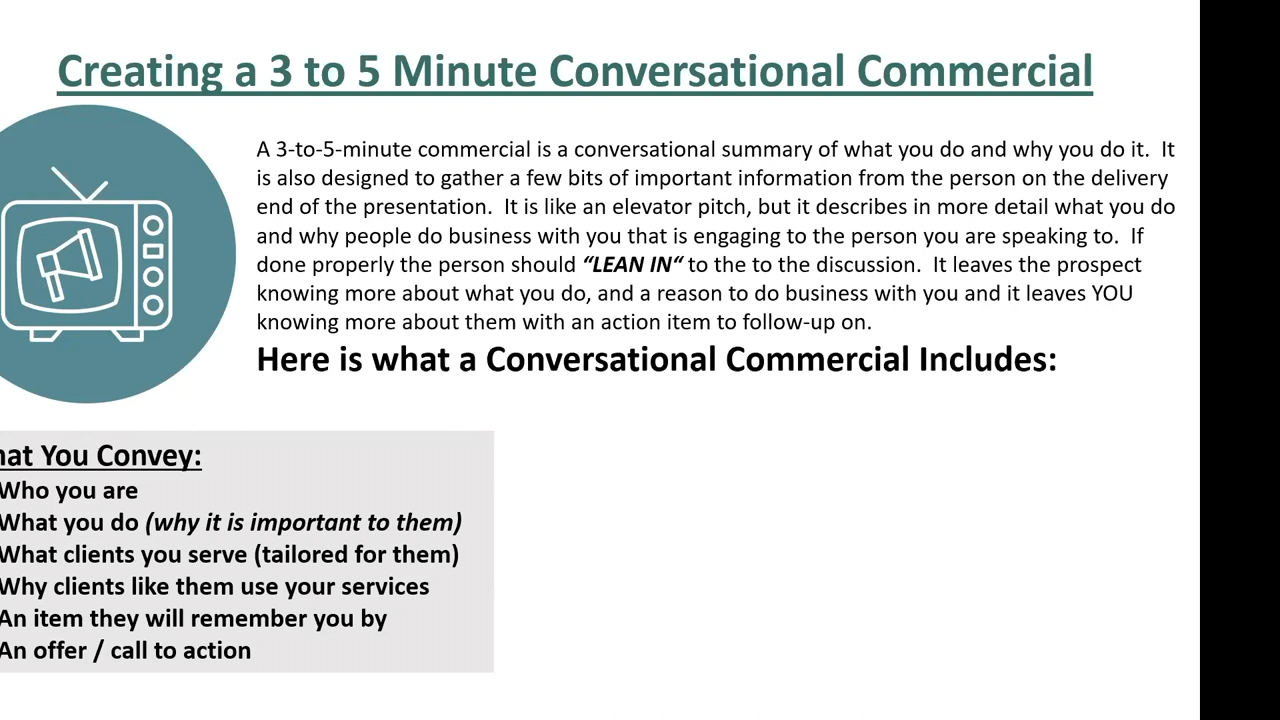 Creating a 3 to 5 Minute Conversational Commercial
A 3-to-5-minute commercial is a conversational summary of what you do and why you do it.  It
is also designed to gather a few bits of important information from the person on the delivery
end of the presentation.  It is like an elevator pitch, but it describes in more detail what you do
and why people do business with you that is engaging to the person you are speaking to.  If
done properly the person should “LEAN IN“ to the to the discussion.  It leaves the prospect
knowing more about what you do, and a reason to do business with you and it leaves YOU
knowing more about them with an action item to follow-up on.
Here is what a Conversational Commercial Includes:
hat You Convey:
Who you are
What you do (why it is important to them)
What clients you serve (tailored for them)
Why clients like them use your services
An item they will remember you by
An offer / call to action